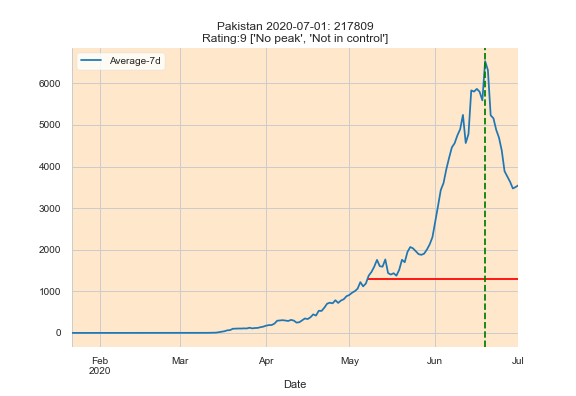 Pakistan 2020-07-01: 217809
Rating:9 ['No peak', 'Not in control']
Average-7d
6000
5000
4000
3000
2000
1000
0
Feb
2020
Mar
Apr
May
Jun
Jul
Date